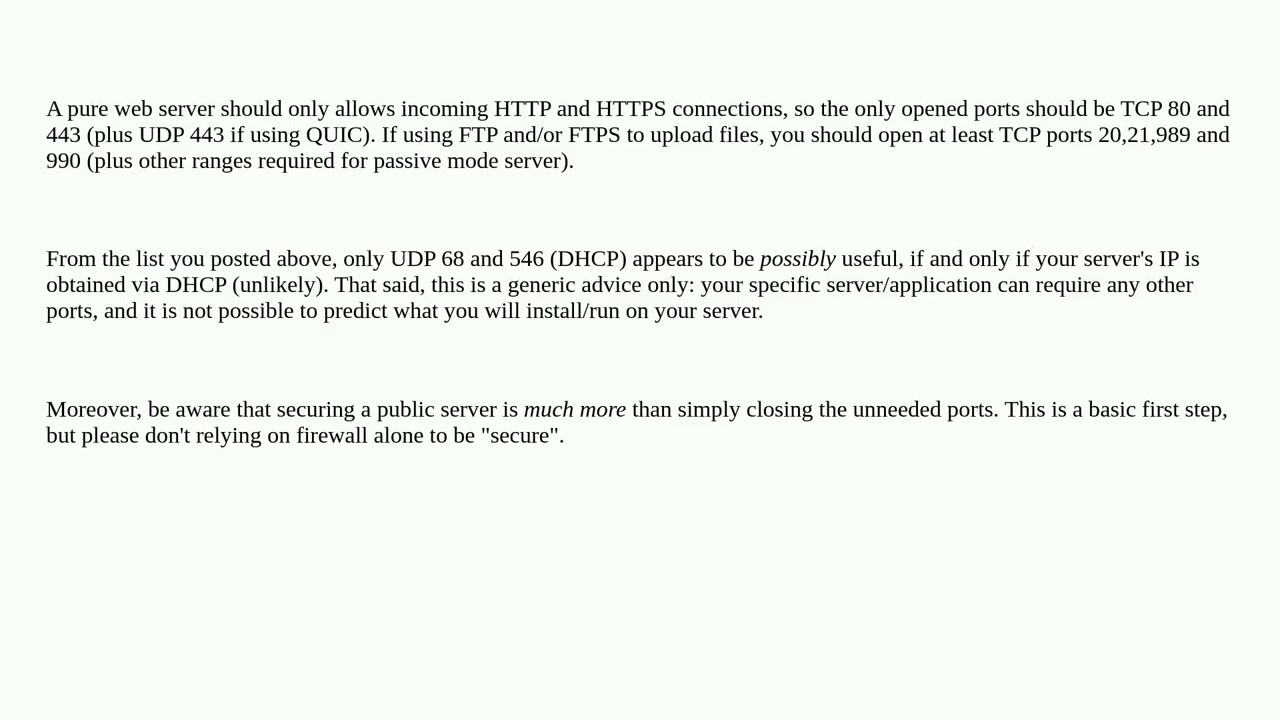 A pure web server should only allows incoming HTTP and HTTPS connections, so the only opened ports should be TCP 80 and
443 (plus UDP 443 if using QUIC). If using FTP and/or FTPS to upload files, you should open at least TCP ports 20,21,989 and
990 (plus other ranges required for passive mode server).
From the list you posted above, only UDP 68 and 546 (DHCP) appears to be possibly useful, if and only if your server's IP is
obtained via DHCP (unlikely). That said, this is a generic advice only: your specific server/application can require any other
ports, and it is not possible to predict what you will install/run on your server.
Moreover, be aware that securing a public server is much more than simply closing the unneeded ports. This is a basic first step,
but please don't relying on firewall alone to be "secure".